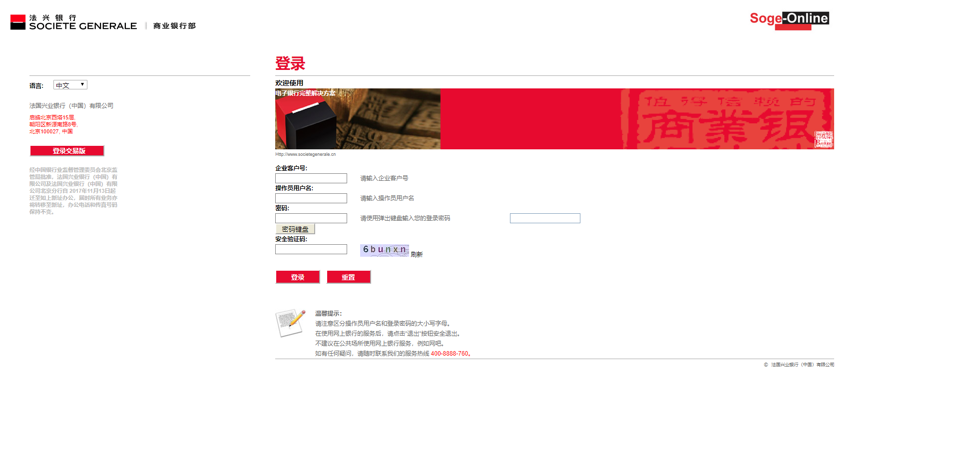 法兴银行
SOCIETE GENERALE
商业银行部
Soge-Online
登录
语言: 中文
欢迎使用
电子银行完整解决方案
值得信赖的
商業银
http://www.societegenerale.cn
法国兴业银行（中国）有限公司
北京100027, 中国
登录交易版
企业客户号:
请输入企业客户号
操作员用户名:
请输入操作员用户名
密码:
请使用弹出键盘输入您的登录密码
密码键盘
安全验证码:
6bunxn
刷新
登录 重置
温馨提示:
请注意区分操作员用户名和登录密码的大小写字母。
在使用网上银行的服务后，请点击"退出"按钮安全退出。
不建议在公共场所使用网上银行服务，例如网吧。
如有任何疑问，请随时联系我们的服务热线 400-8888-760。
© 法国兴业银行（中国）有限公司